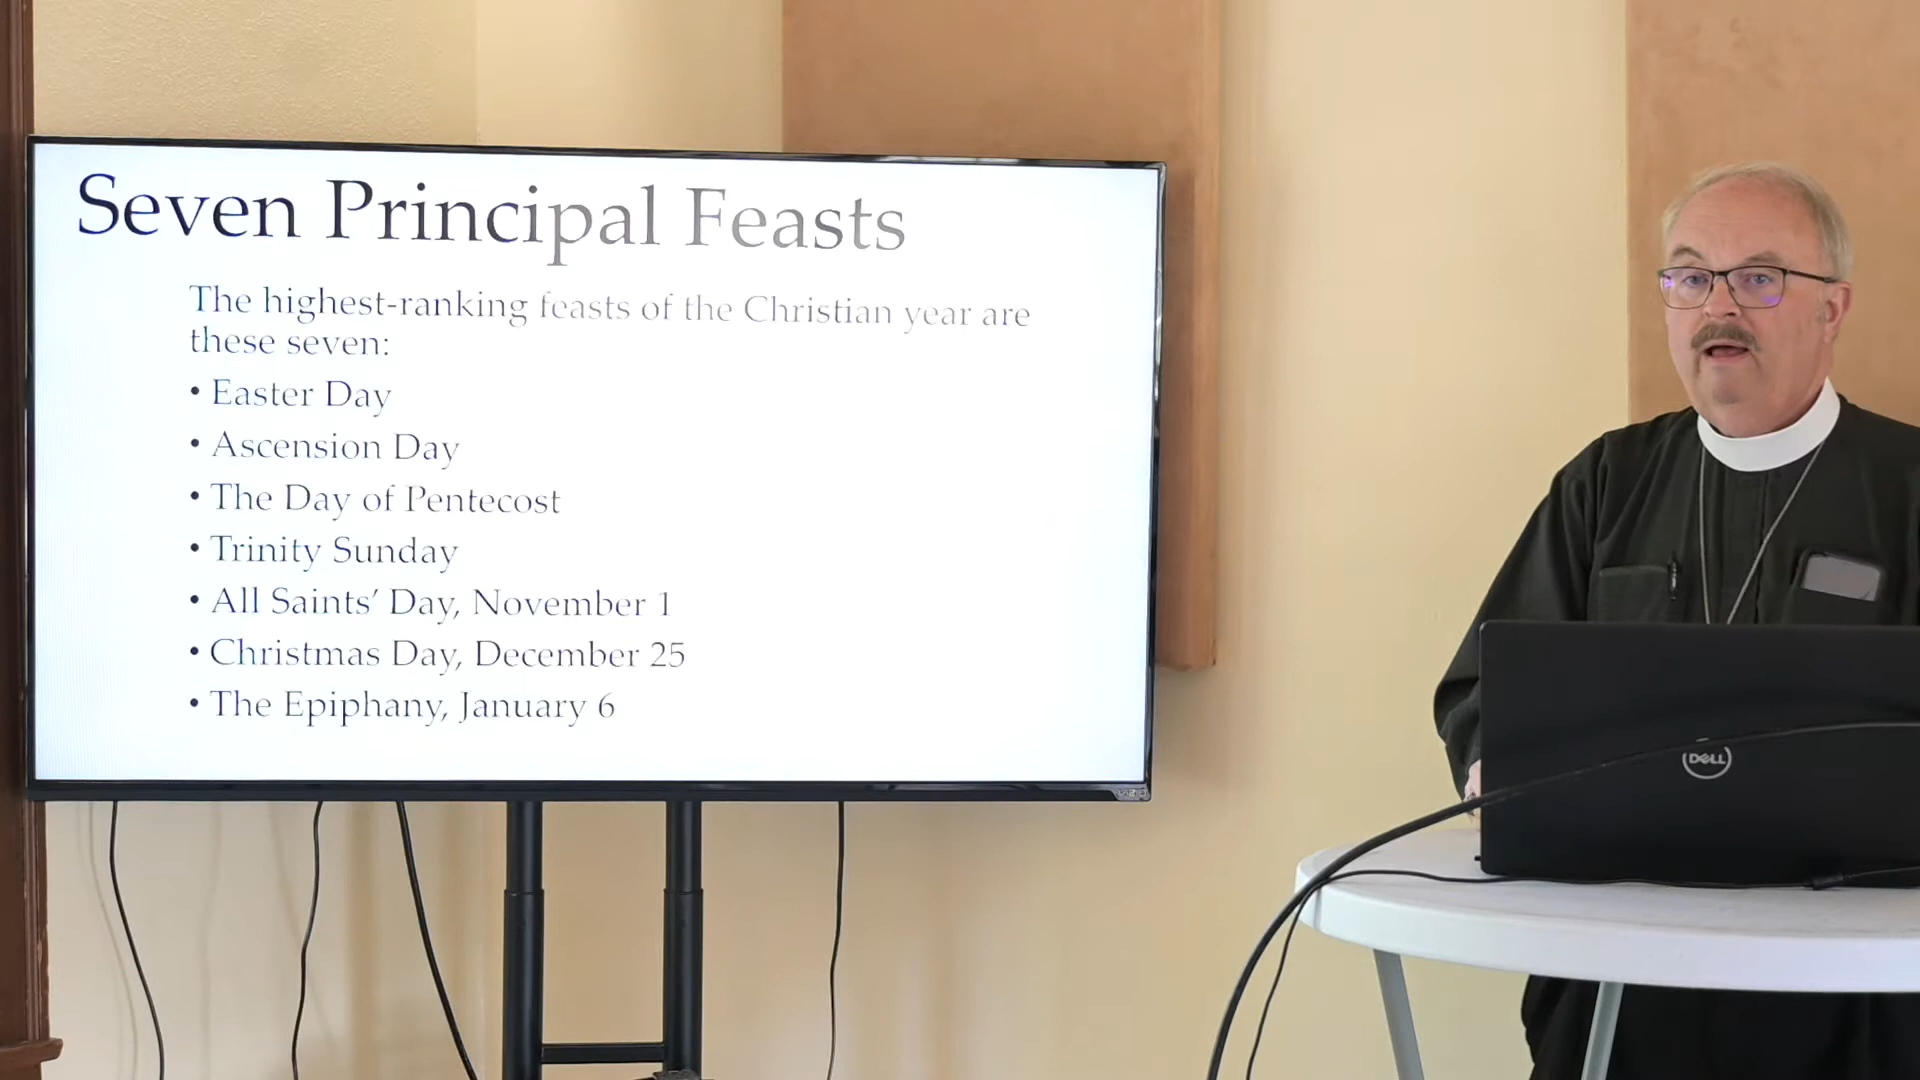 Seven Principal Feasts
The highest-ranking feasts of the Christian year are
these seven:
• Easter Day
• Ascension Day
• The Day of Pentecost
• Trinity Sunday
• All Saints’ Day, November 1
• Christmas Day, December 25
• The Epiphany, January 6
VIZIO
DELL